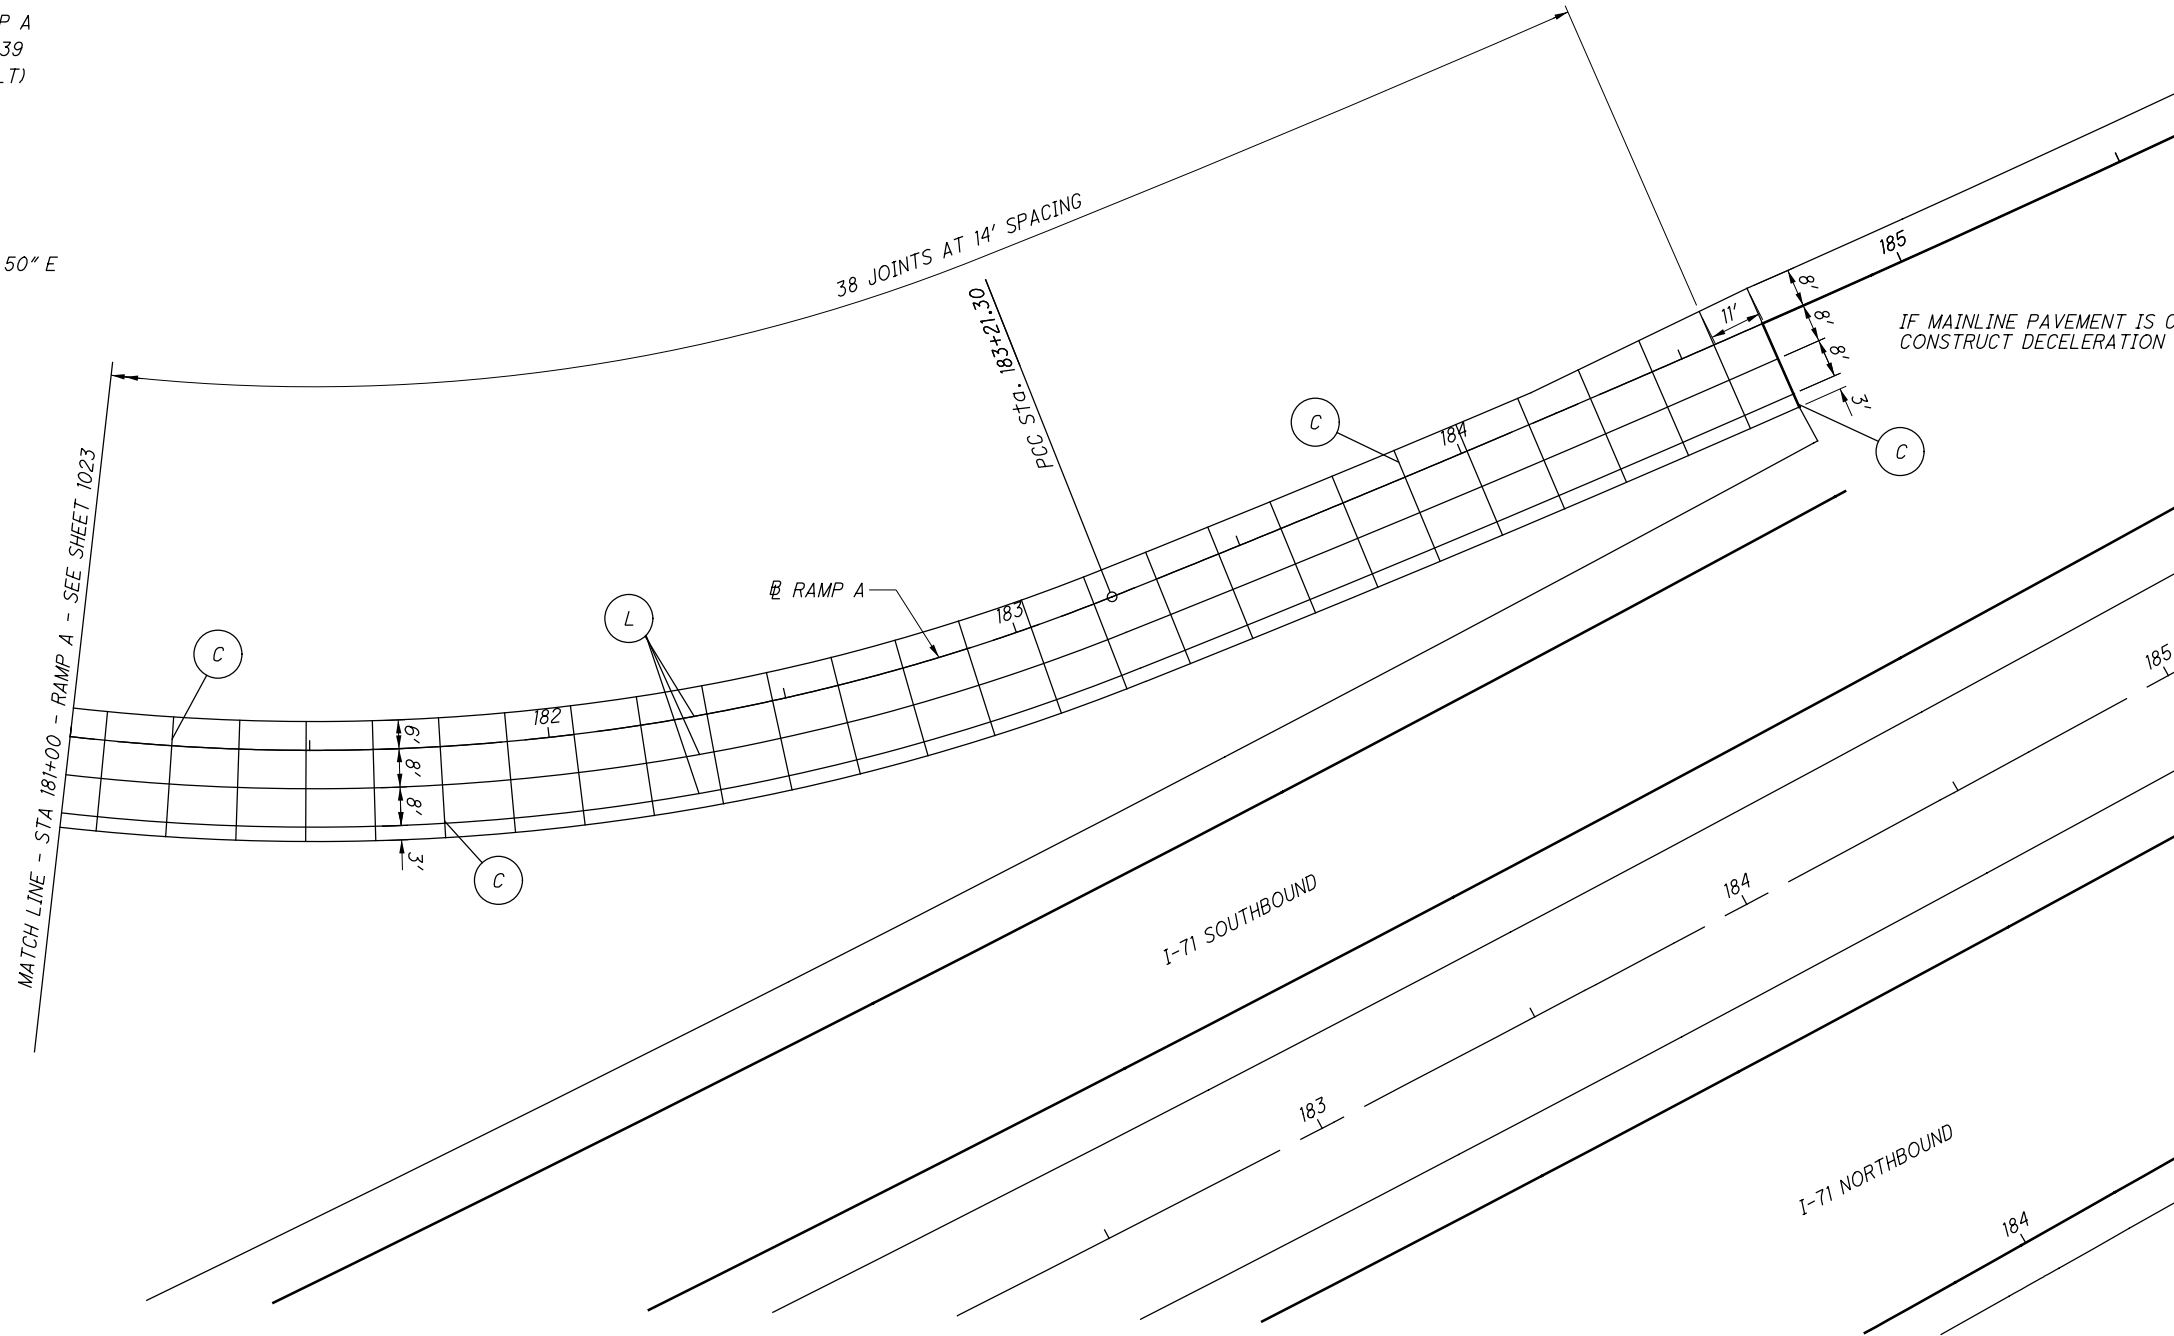 P A
39
LT)
50" E
38 JOINTS AT 14' SPACING
PCC Sta. 183+21.30
MATCH LINE - STA 181+00 - RAMP A - SEE SHEET 1023
C
L
RAMP A
182
183
C
184
11'
185
8'
8'
8'
3'
C
IF MAINLINE PAVEMENT IS
CONSTRUCT DECELERATION
6'
8'
8'
3'
C
I-71 SOUTHBOUND
183
184
185
I-71 NORTHBOUND
184